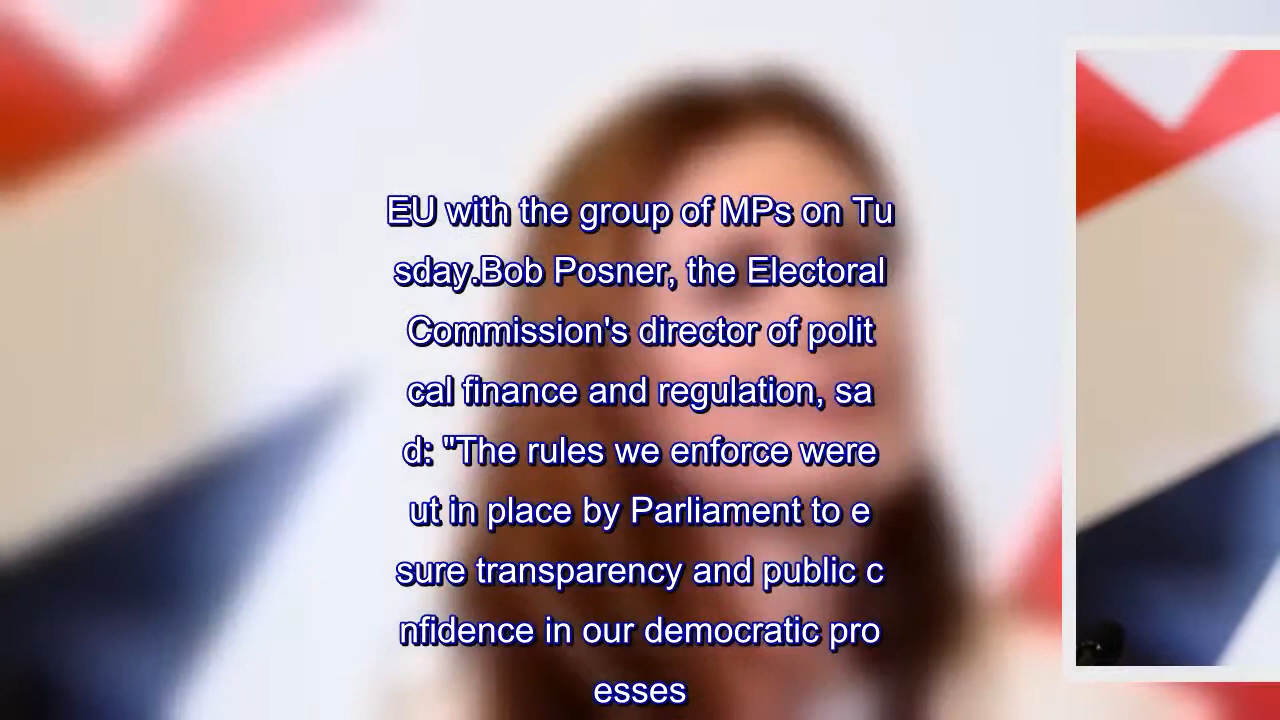 EU with the group of MPs on Tu
sday.Bob Posner, the Electoral
Commission's director of polit
cal finance and regulation, sa
d: "The rules we enforce were
ut in place by Parliament to e
sure transparency and public c
nfidence in our democratic pro
esses